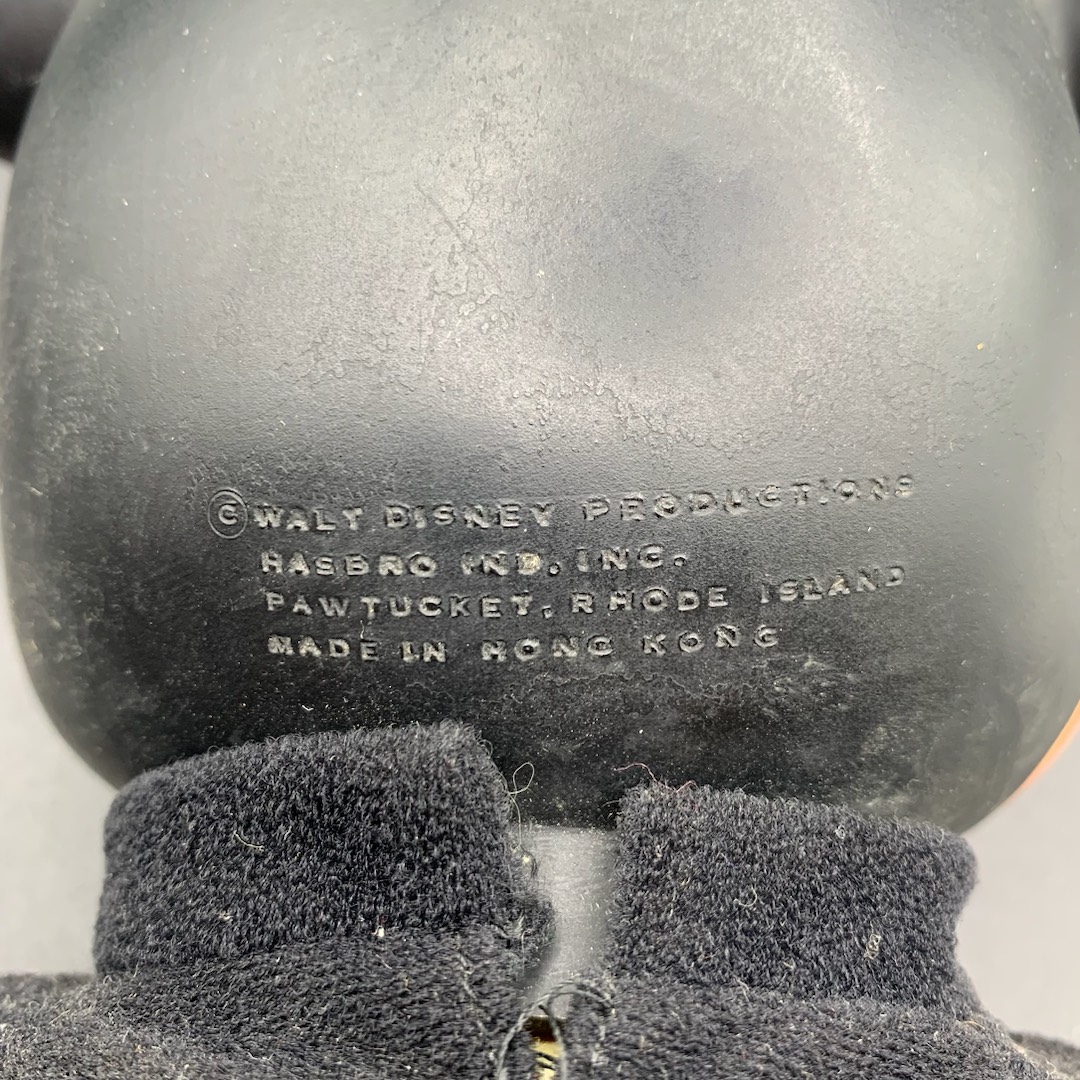 ©WALT DISNEY PRODUCTIONS
HASBRO IND. INC.
PAWTUCKET, RHODE ISLAND
MADE IN HONG KONG